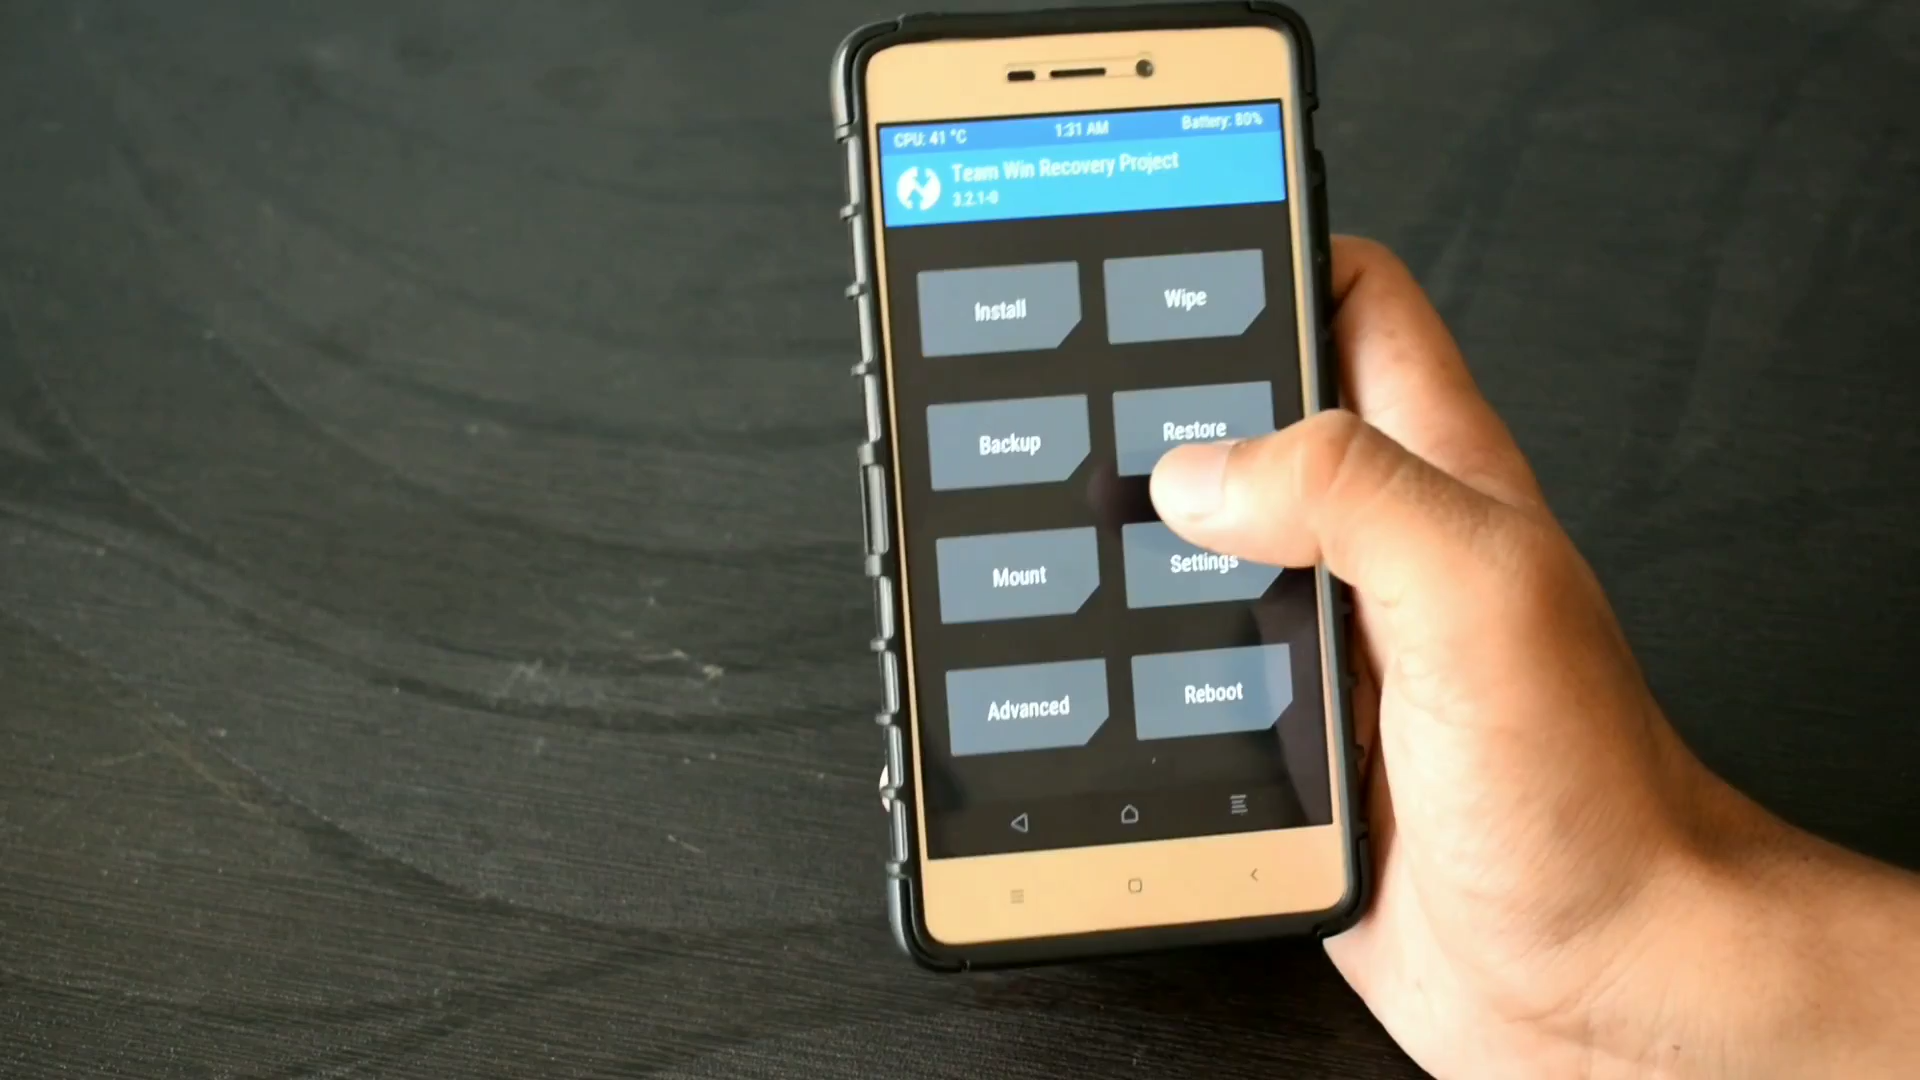 CPU: 41 °C
1:31 AM
Battery: 80%
Team Win Recovery Project
3.2.1-0
Install
Wipe
Backup
Restore
Mount
Settings
Advanced
Reboot